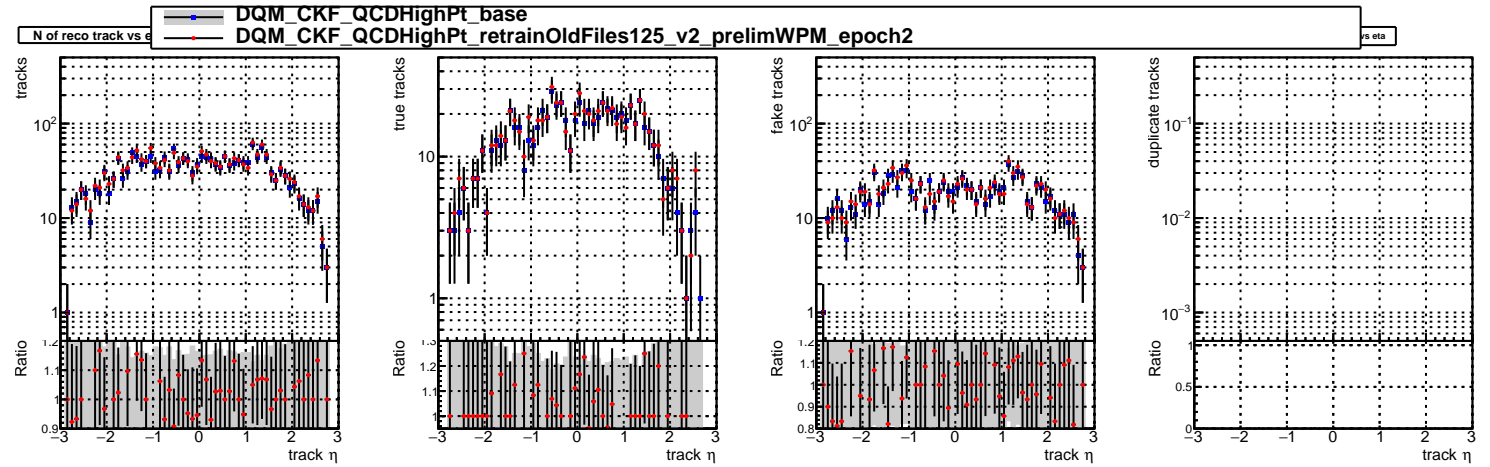 DQM_CKF_QCDHighPt_base
DQM_CKF_QCDHighPt_retrainOldFiles125_v2_prelimWPM_epoch2
N of reco track vs e
vs eta
tracks
10²
10
1
Ratio
1.2
1.1
1
0.9
−3 −2 −1 0 1 2 3
track η
true tracks
10
1
Ratio
1.3
1.2
1.1
1
−3 −2 −1 0 1 2 3
track η
fake tracks
10²
10
1
Ratio
1.2
1.1
1
0.9
0.8
−3 −2 −1 0 1 2 3
track η
duplicate tracks
10⁻¹
10⁻²
10⁻³
Ratio
1
0.5
0
−3 −2 −1 0 1 2 3
track η